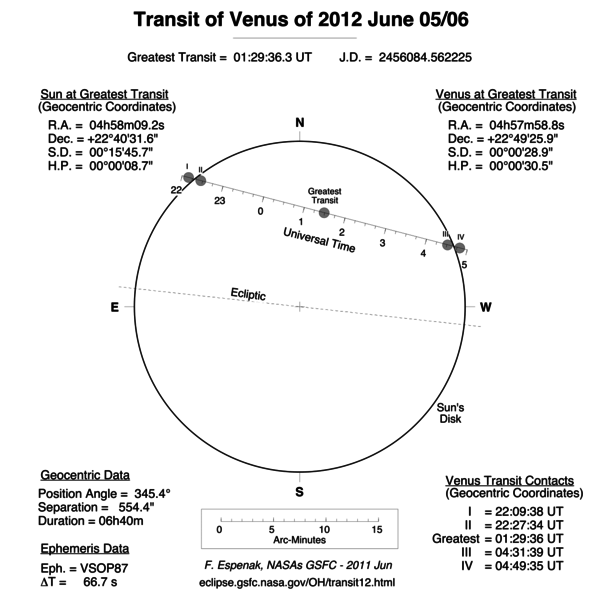 Transit of Venus of 2012 June 05/06
Greatest Transit = 01:29:36.3 UT J.D. = 2456084.562225
Sun at Greatest Transit
(Geocentric Coordinates)
R.A. = 04h58m09.2s
Dec. = +22°40'31.6"
S.D. = 00°15'45.7"
H.P. = 00°00'08.7"
Venus at Greatest Transit
(Geocentric Coordinates)
R.A. = 04h57m58.8s
Dec. = +22°49'25.9"
S.D. = 00°00'28.9"
H.P. = 00°00'30.5"
N
I
II
22
23
0
1
Greatest
Transit
2
3
4
III
IV
5
Universal Time
Ecliptic
E
W
Sun's
Disk
S
Geocentric Data
Position Angle = 345.4°
Separation = 554.4"
Duration = 06h40m
Ephemeris Data
Eph. = VSOP87
ΔT = 66.7 s
0 5 10 15
Arc-Minutes
F. Espenak, NASAs GSFC - 2011 Jun
eclipse.gsfc.nasa.gov/OH/transit12.html
Venus Transit Contacts
(Geocentric Coordinates)
I = 22:09:38 UT
II = 22:27:34 UT
Greatest = 01:29:36 UT
III = 04:31:39 UT
IV = 04:49:35 UT